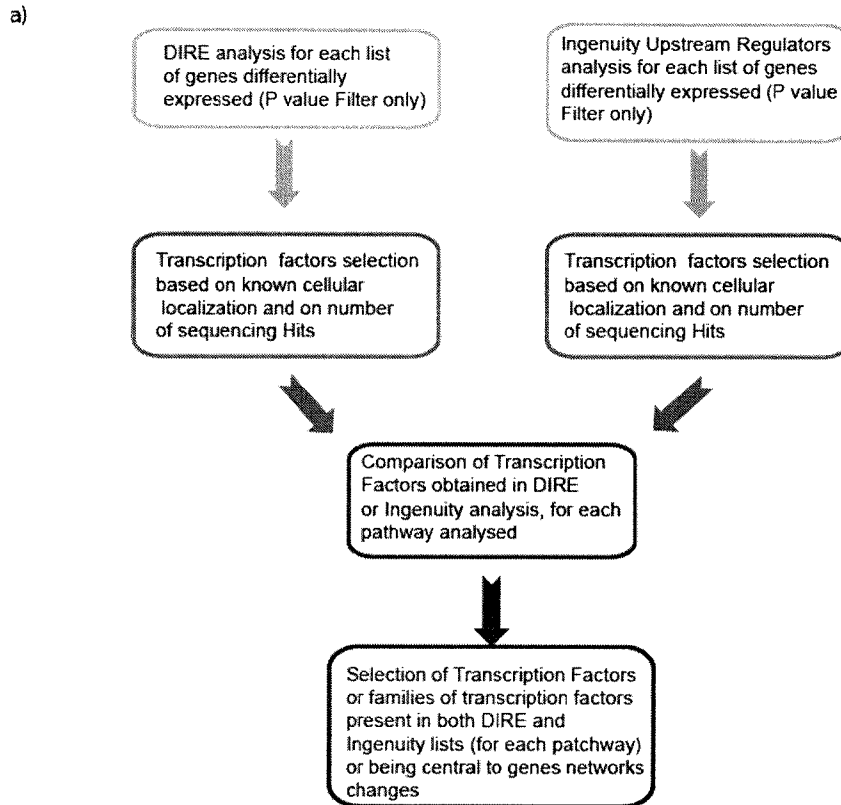 a)
DIRE analysis for each list
of genes differentially
expressed (P value Filter only)
Ingenuity Upstream Regulators
analysis for each list of genes
differentially expressed (P value
Filter only)
Transcription factors selection
based on known cellular
localization and on number
of sequencing Hits
Transcription factors selection
based on known cellular
localization and on number
of sequencing Hits
Comparison of Transcription
Factors obtained in DIRE
or Ingenuity analysis, for each
pathway analysed
Selection of Transcription Factors
or families of transcription factors
present in both DIRE and
Ingenuity lists (for each patchway)
or being central to genes networks
changes